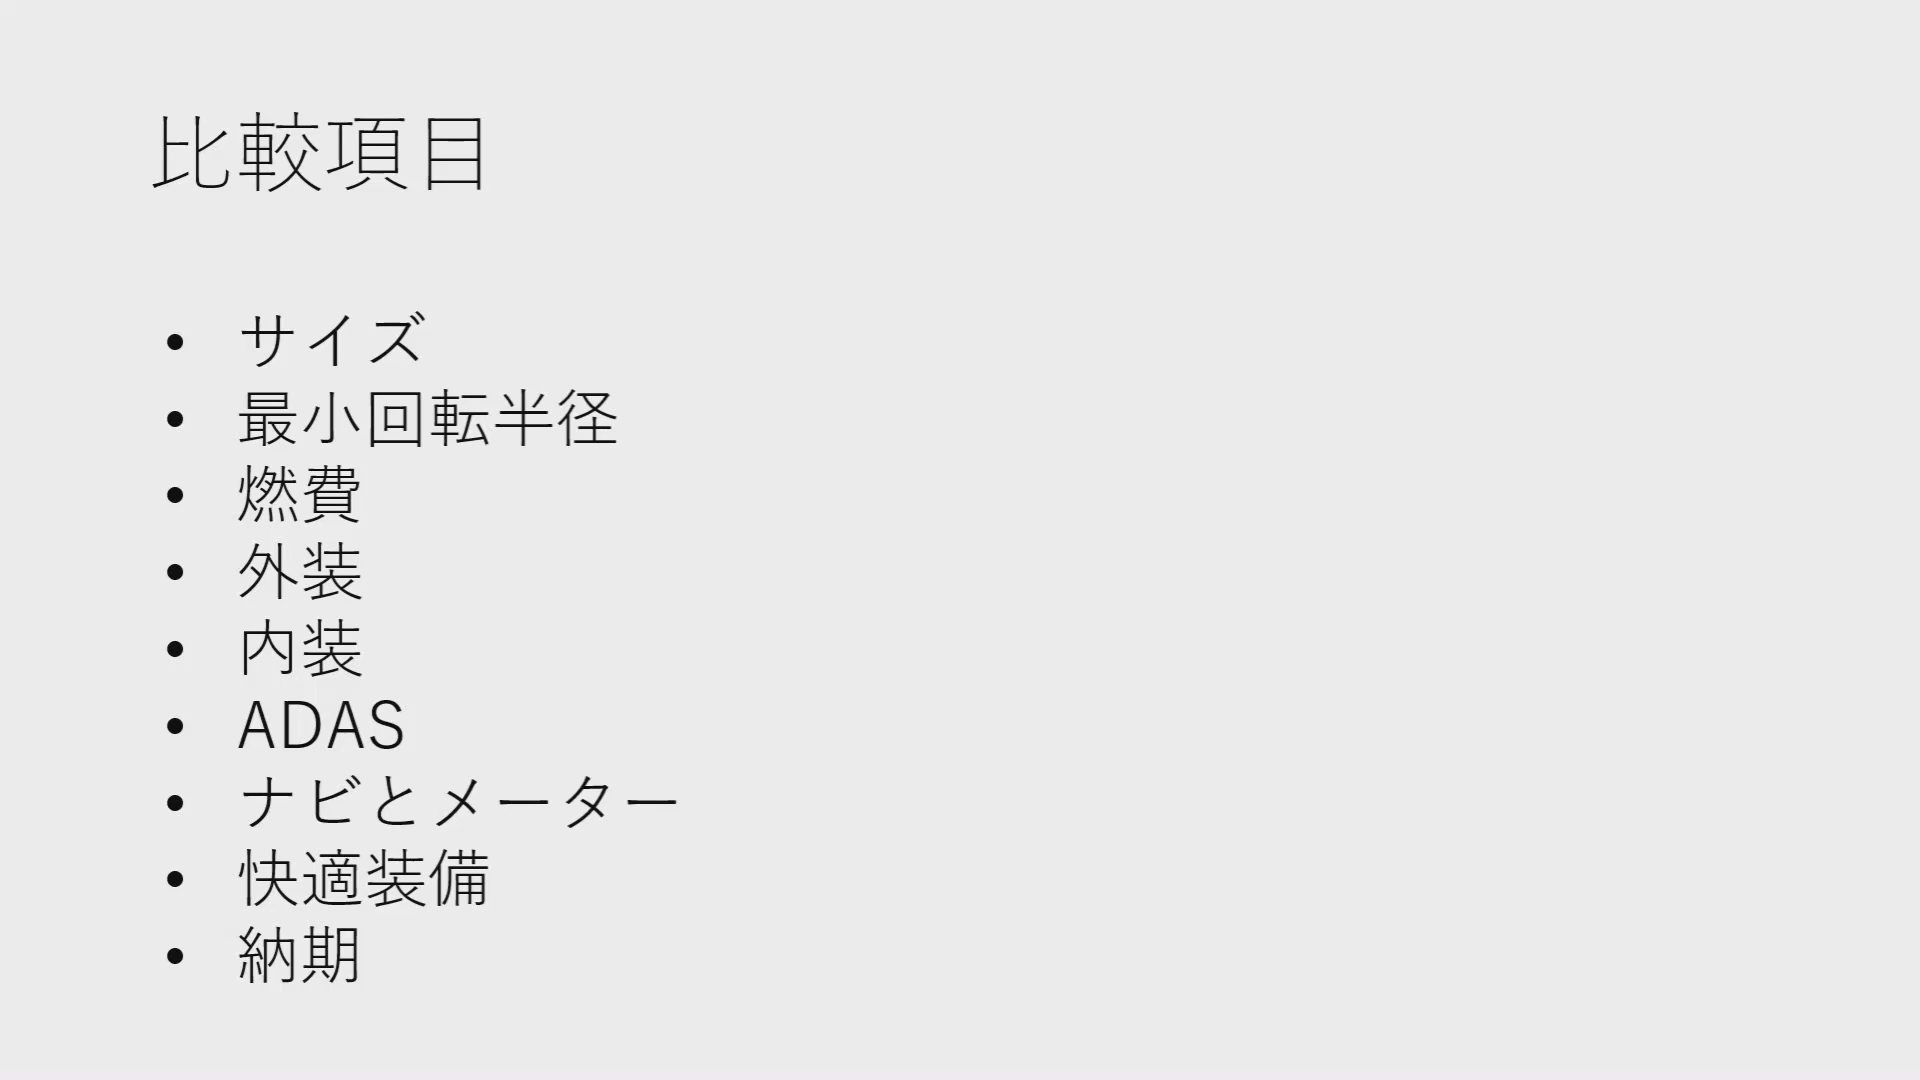 比較項目
• サイズ
• 最小回転半径
• 燃費
• 外装
• 内装
• ADAS
• ナビとメーター
• 快適装備
• 納期